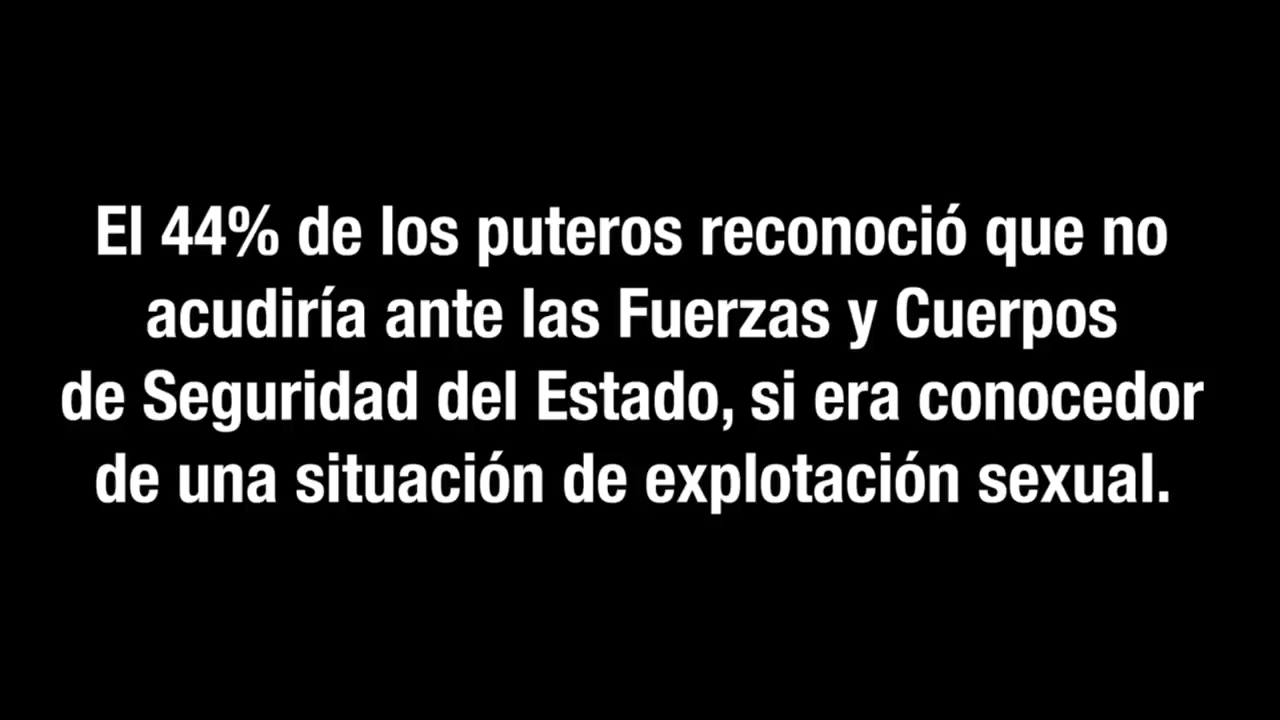 El 44% de los puteros reconoció que no
acudiría ante las Fuerzas y Cuerpos
de Seguridad del Estado, si era conocedor
de una situación de explotación sexual.